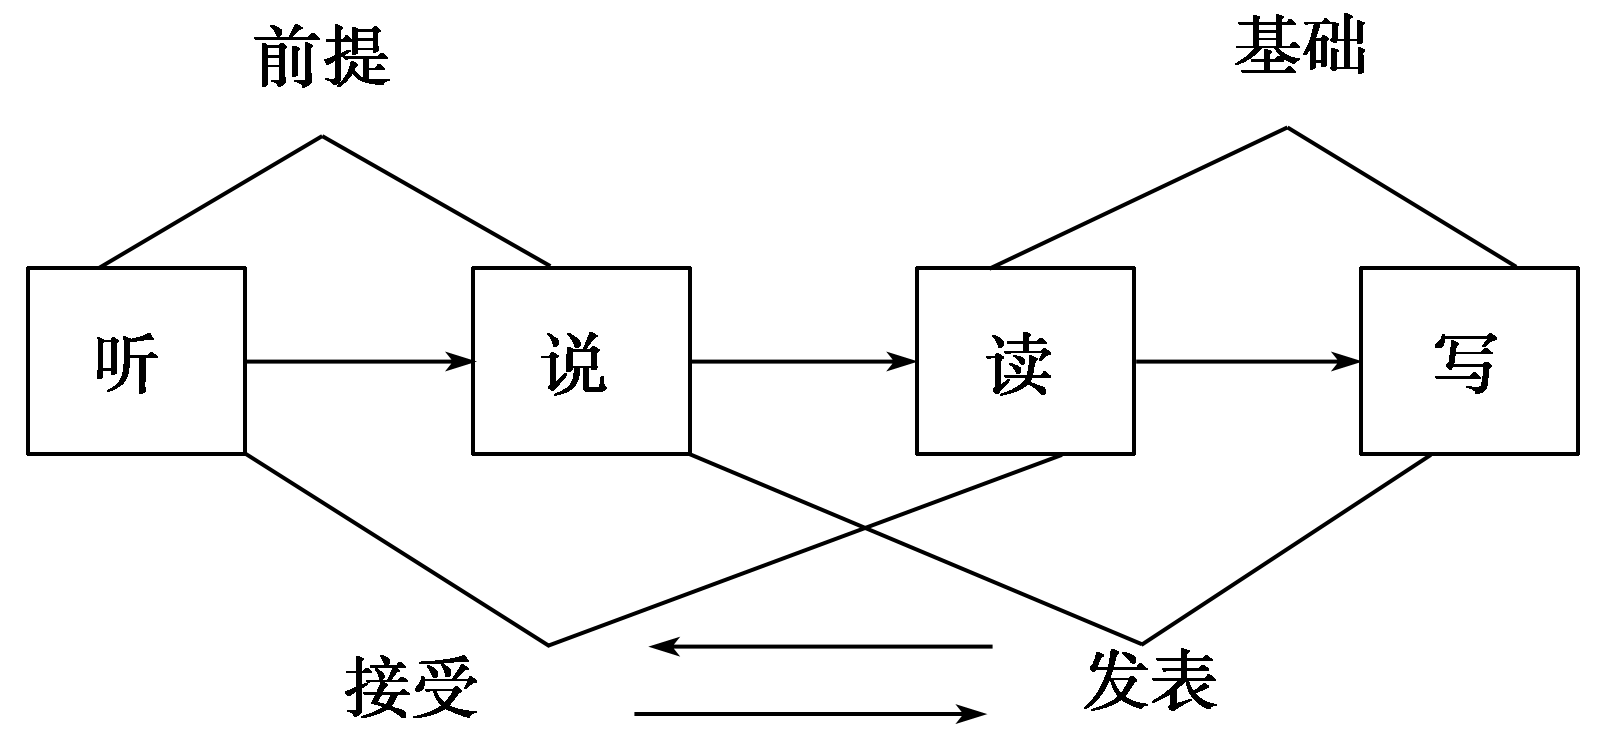 前提
基础
听
说
读
写
接受
发表